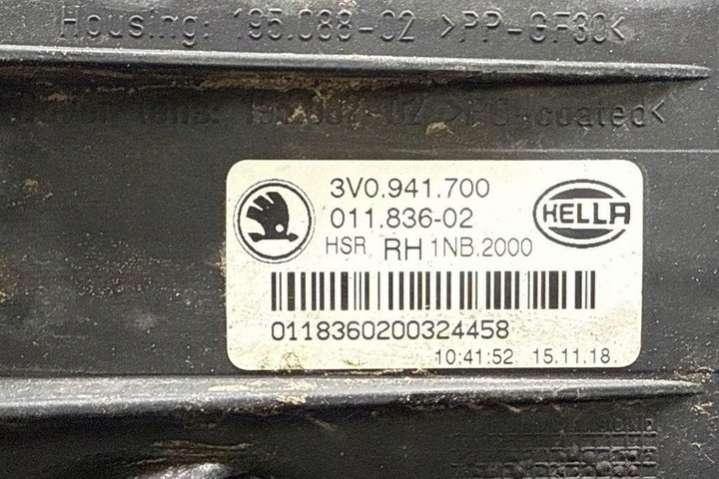 Housing: 195.088-02 >PP-GF30<
coated<
3V0.941.700
011.836-02
HELLA
HSR RH 1NB.2000
0118360200324458
10:41:52 15.11.18.